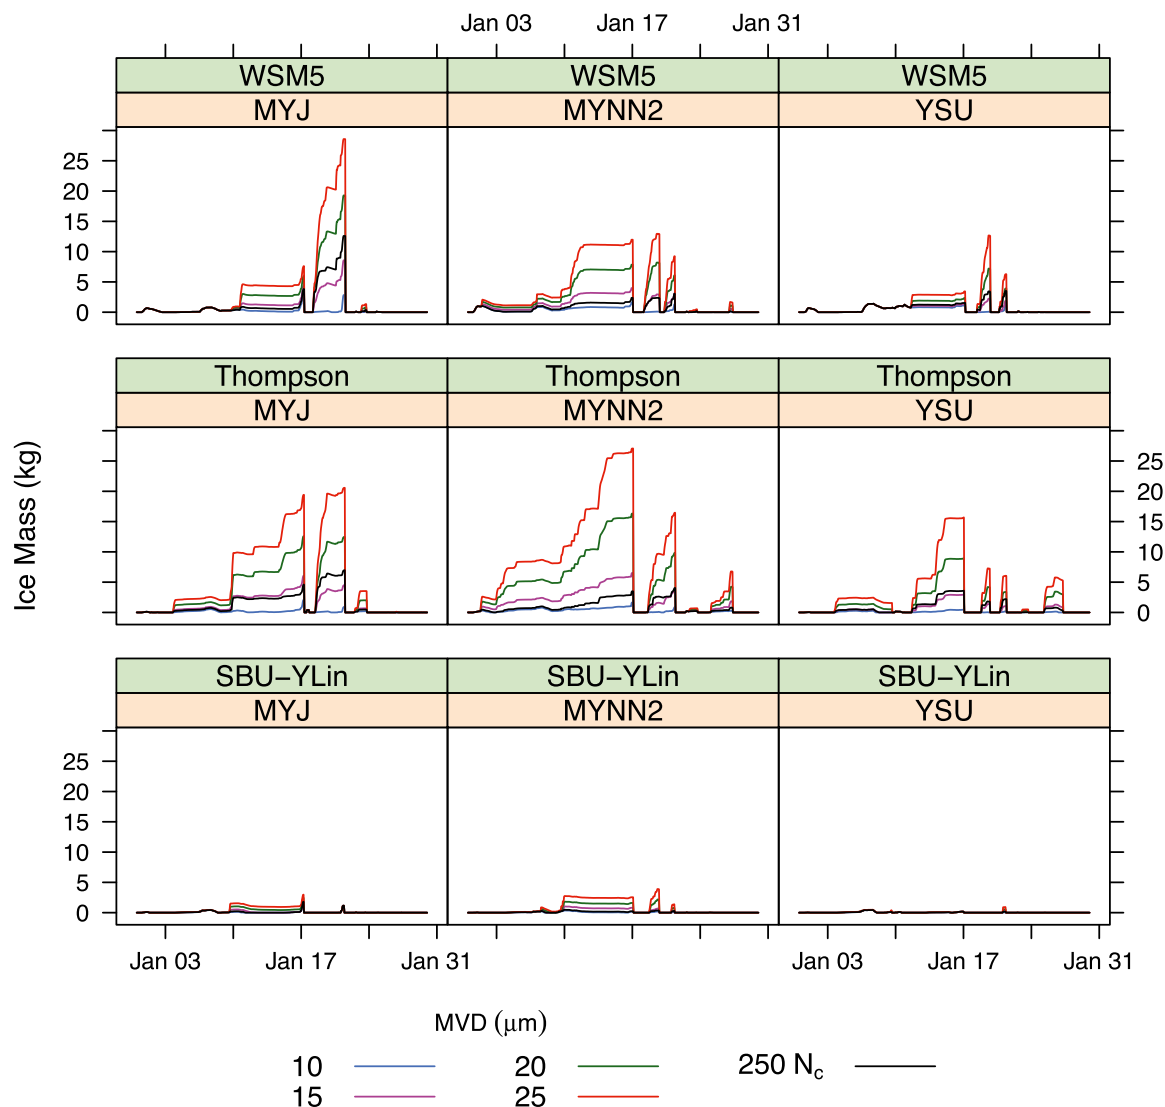 Jan 03 Jan 17 Jan 31
WSM5 WSM5 WSM5
MYJ MYNN2 YSU
25
20
15
10
5
0
Thompson Thompson Thompson
MYJ MYNN2 YSU
Ice Mass (kg)
25
20
15
10
5
0
SBU−YLin SBU−YLin SBU−YLin
MYJ MYNN2 YSU
25
20
15
10
5
0
Jan 03 Jan 17 Jan 31 Jan 03 Jan 17 Jan 31
MVD (μm)
10 20 250 Nc
15 25